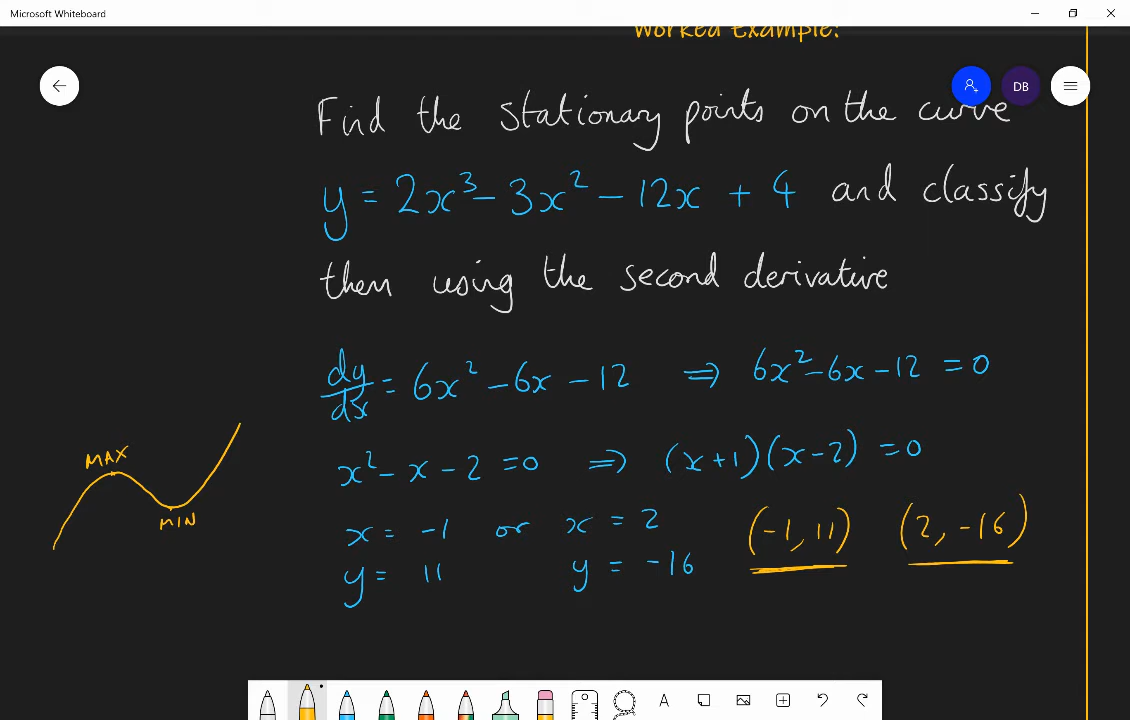 Microsoft Whiteboard
Worked Example:
DB
Find the stationary points on the curve
y = 2x³ - 3x² - 12x + 4 and classify
them using the second derivative
dy/dx = 6x² - 6x - 12 ⇒ 6x² - 6x - 12 = 0
x² - x - 2 = 0 ⇒ (x+1)(x-2) = 0
MAX
MIN
x = -1 or x = 2 (-1, 11) (2, -16)
y = 11 y = -16
A